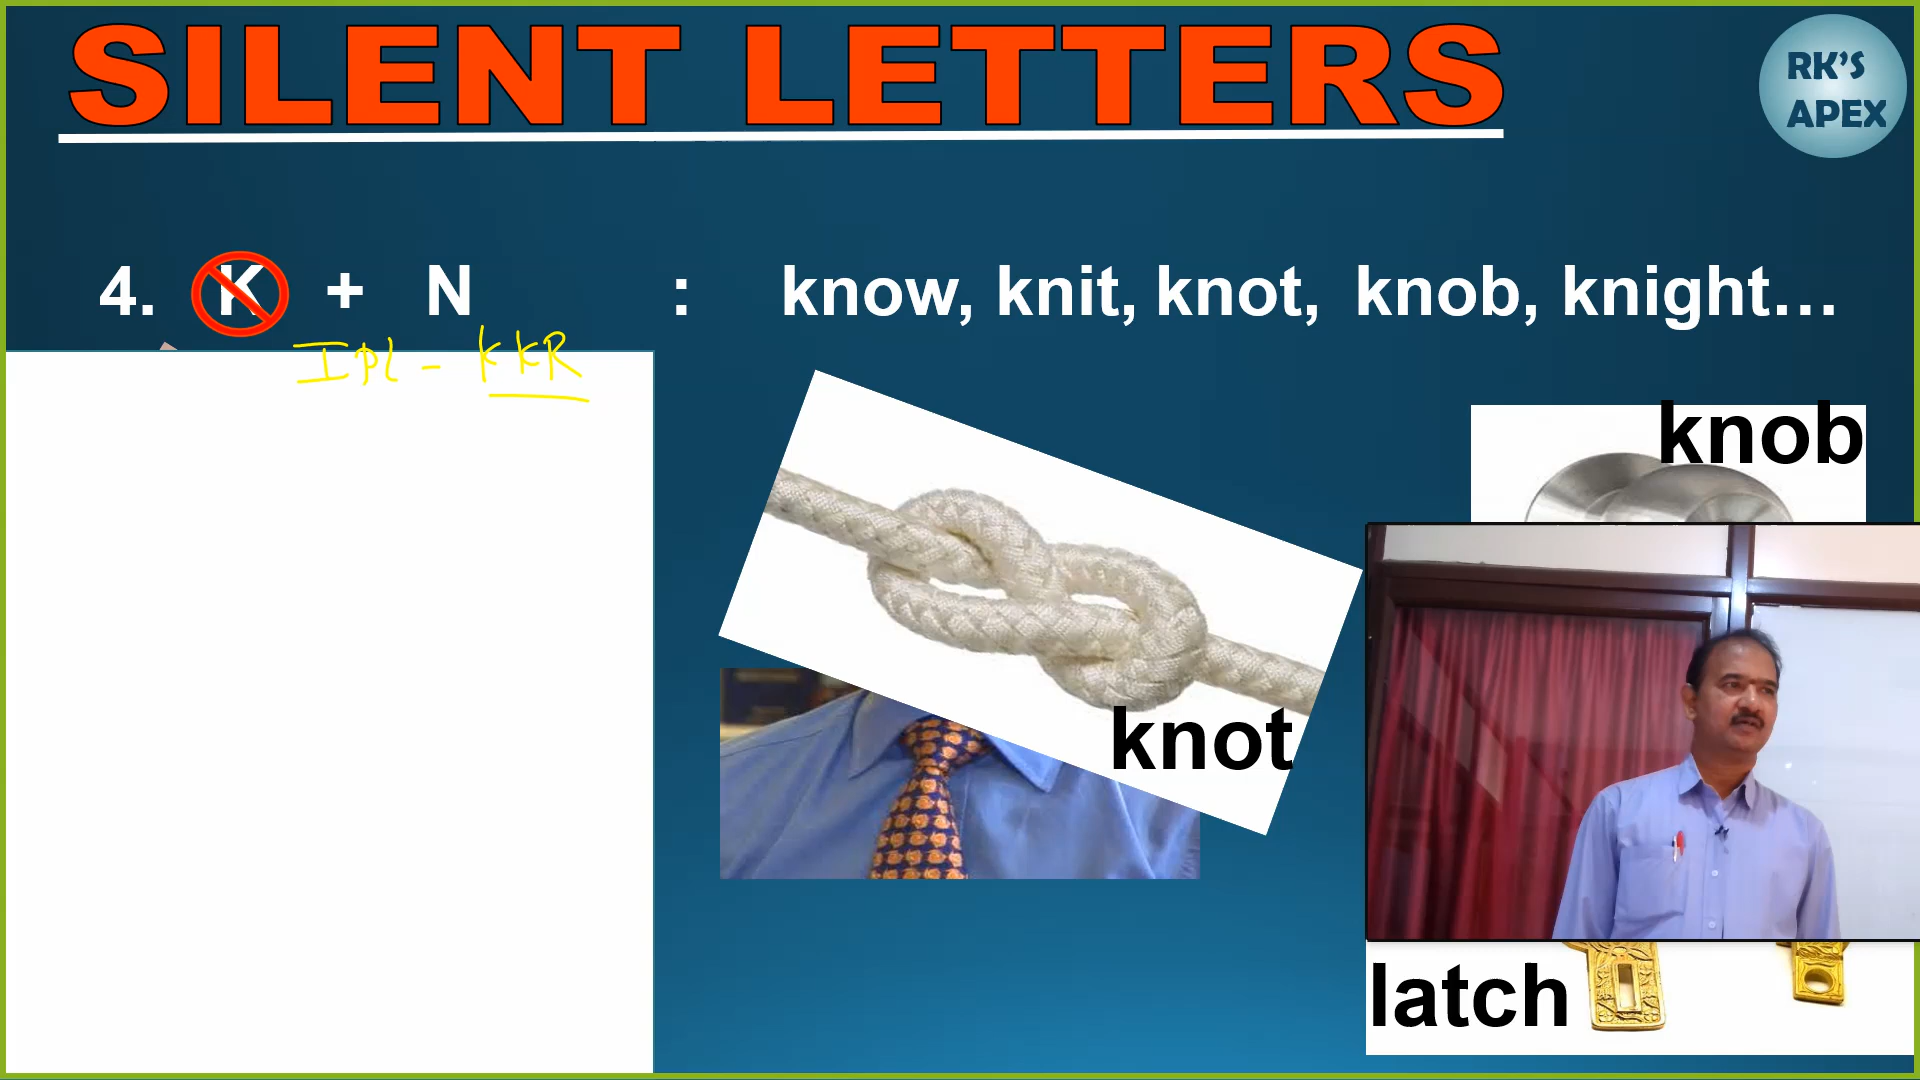 SILENT LETTERS
RK'S
APEX
4. K + N : know, knit, knot, knob, knight…
IPL - KKR
knob
knot
latch